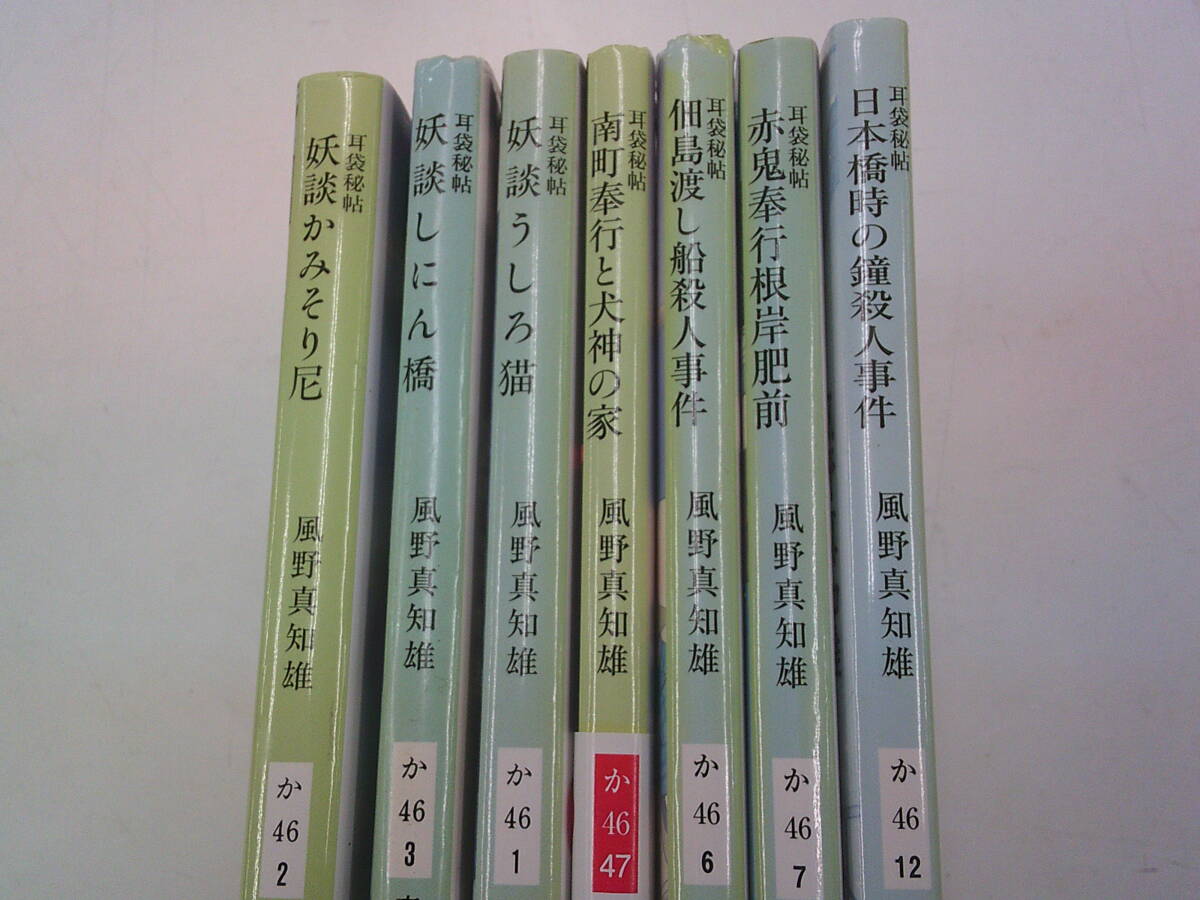 耳袋秘帖
妖談かみそり尼
風野真知雄
か
46
2
耳袋秘帖
妖談しにん橋
風野真知雄
か
46
3
耳袋秘帖
妖談うしろ猫
風野真知雄
か
46
1
耳袋秘帖
南町奉行と犬神の家
風野真知雄
か
46
47
耳袋秘帖
佃島渡し船殺人事件
風野真知雄
か
46
6
耳袋秘帖
赤鬼奉行根岸肥前
風野真知雄
か
46
7
耳袋秘帖
日本橋時の鐘殺人事件
風野真知雄
か
46
12